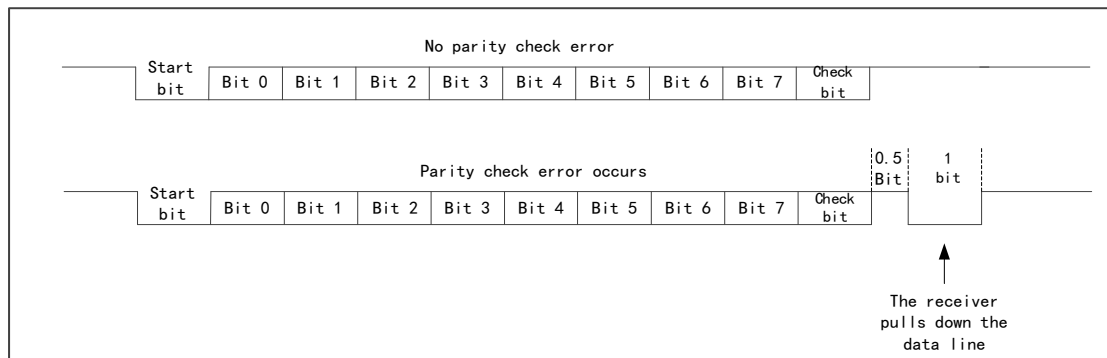 No parity check error
Start
bit
Bit 0
Bit 1
Bit 2
Bit 3
Bit 4
Bit 5
Bit 6
Bit 7
Check
bit
Parity check error occurs
0.5
Bit
1
bit
Start
bit
Bit 0
Bit 1
Bit 2
Bit 3
Bit 4
Bit 5
Bit 6
Bit 7
Check
bit
The receiver
pulls down the
data line